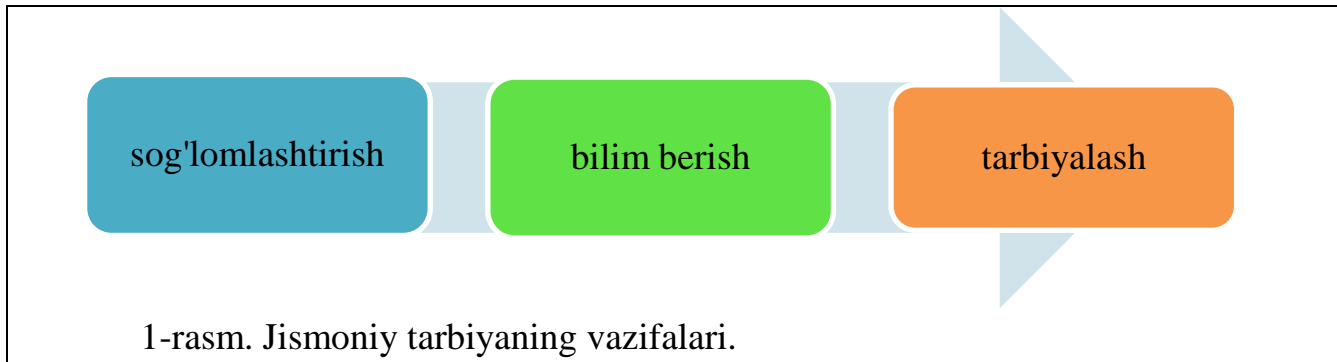 sog'lomlashtirish
bilim berish
tarbiyalash
1-rasm. Jismoniy tarbiyaning vazifalari.